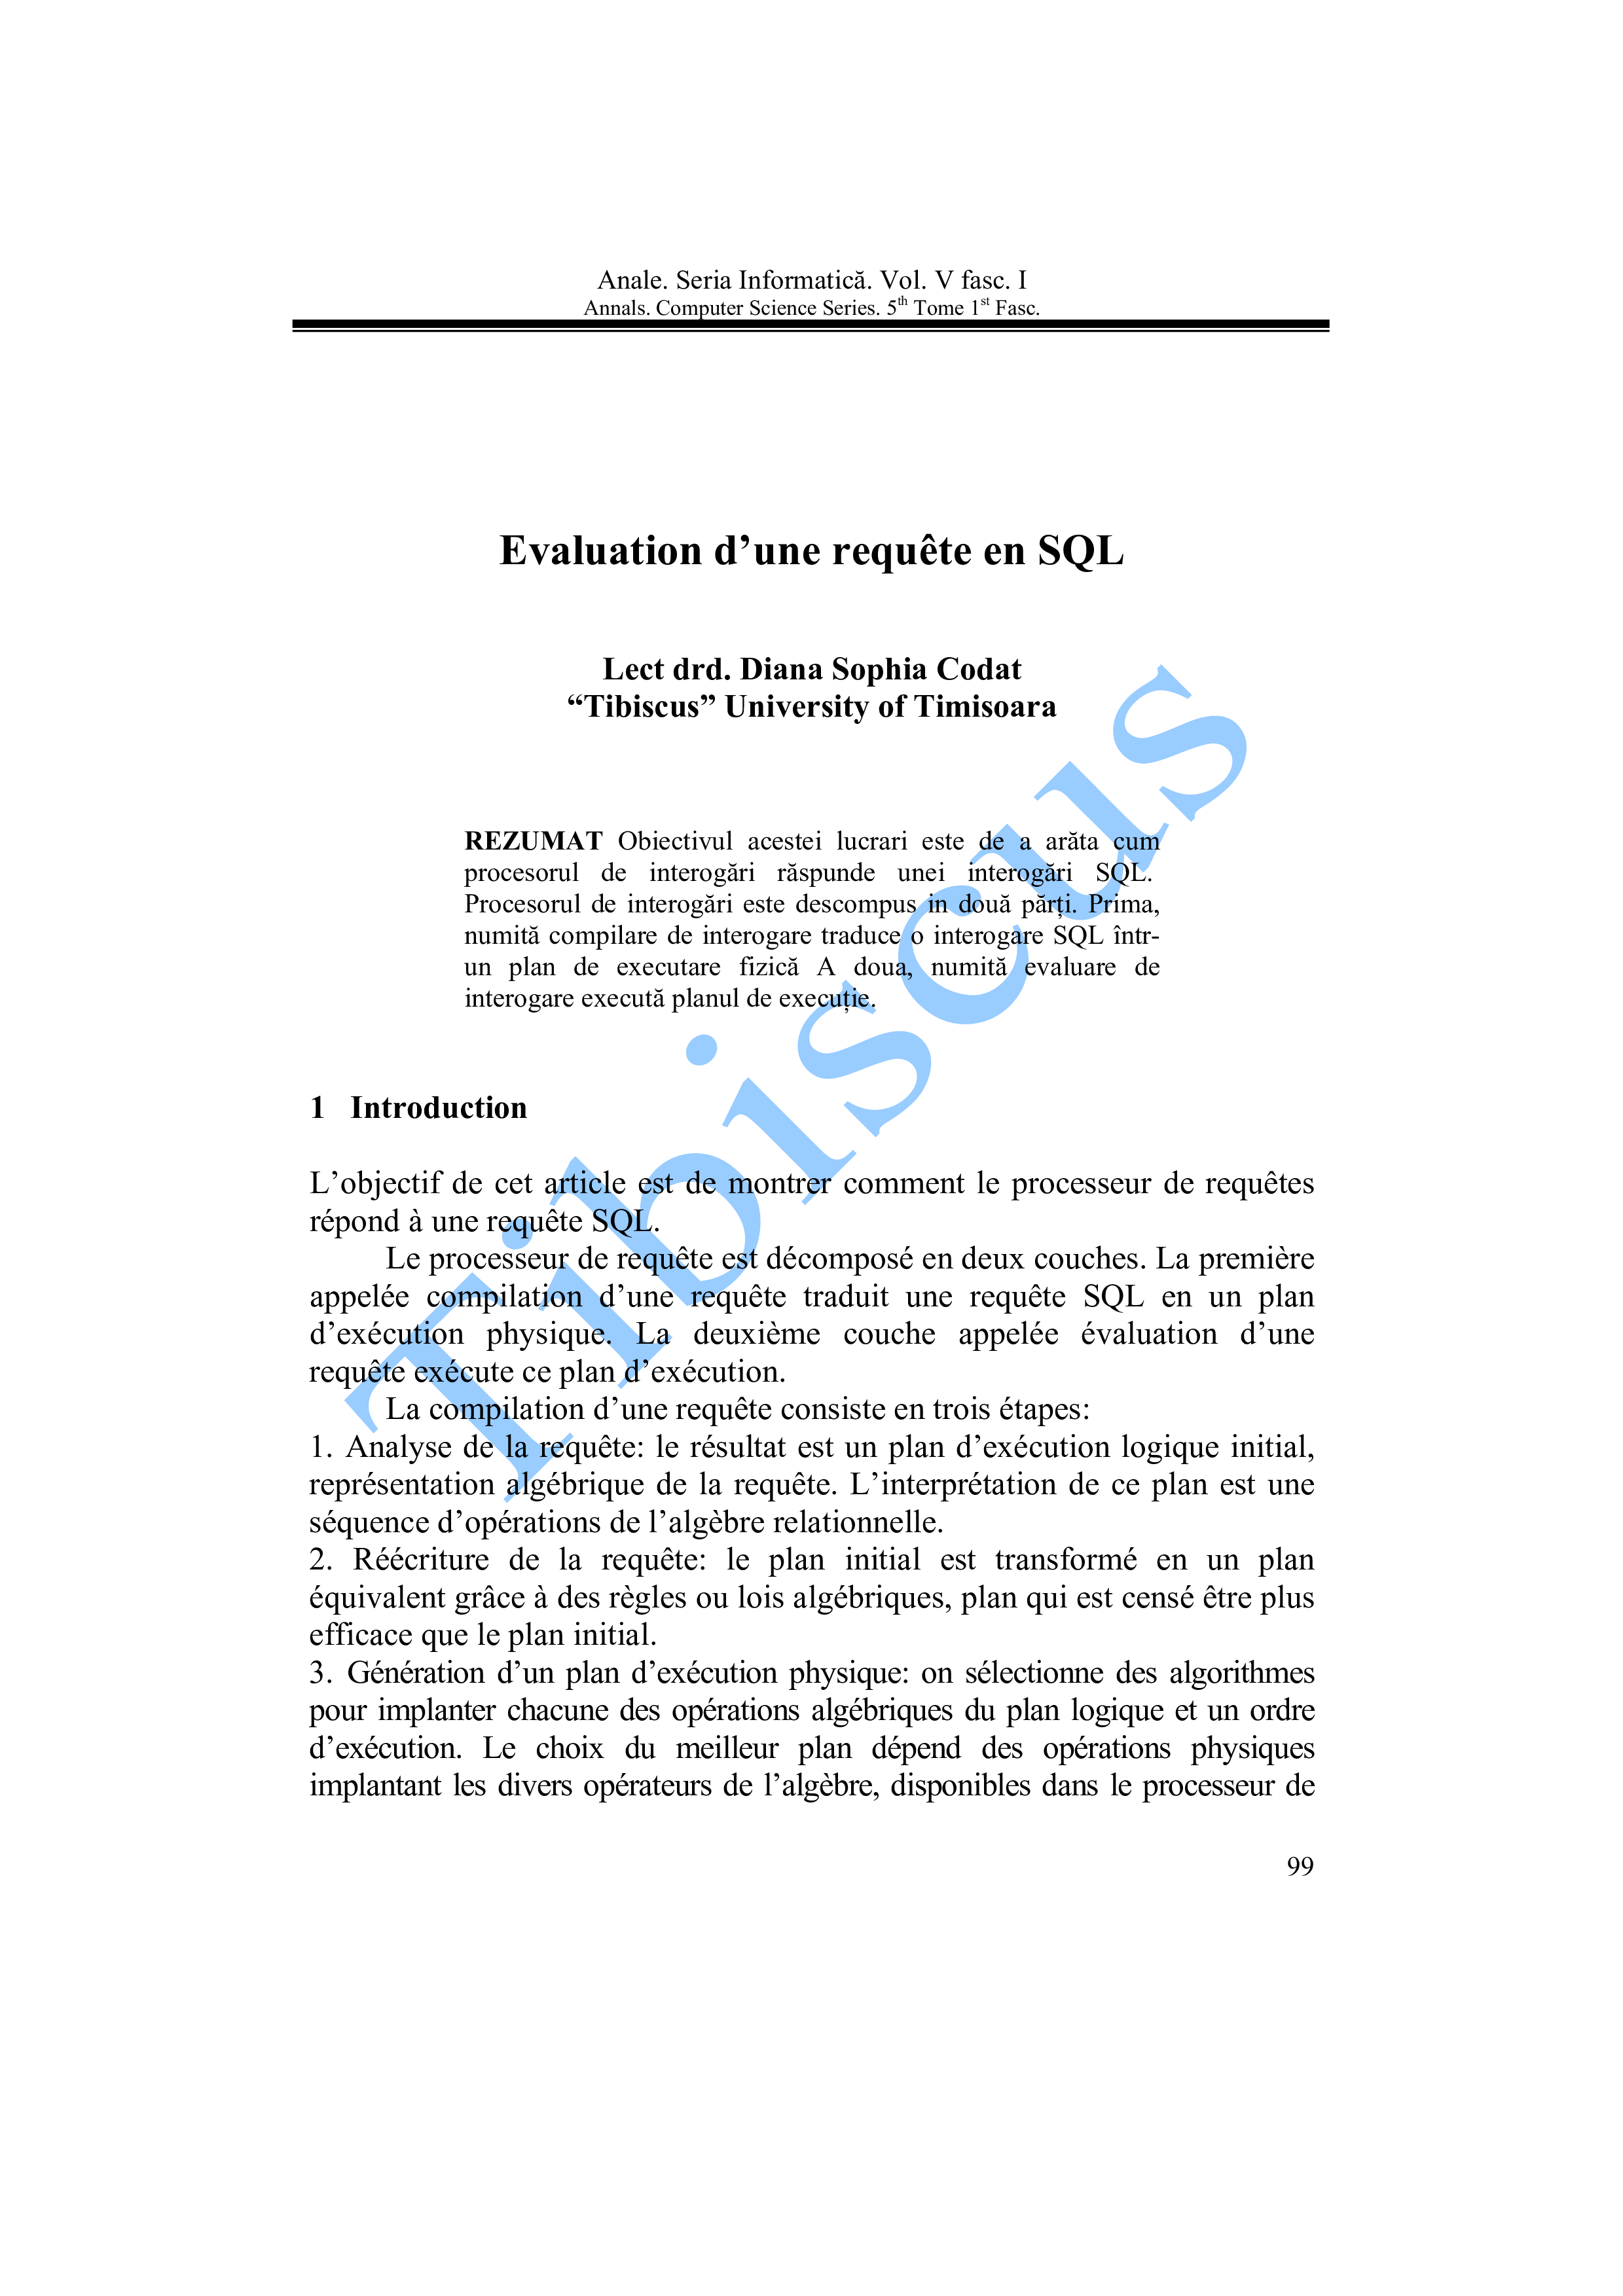 Anale. Seria Informatică. Vol. V fasc. I
Annals. Computer Science Series. 5th Tome 1st Fasc.
Evaluation d’une requête en SQL
Lect drd. Diana Sophia Codat
“Tibiscus” University of Timisoara
REZUMAT Obiectivul acestei lucrari este de a arăta cum
procesorul de interogări răspunde unei interogări SQL.
Procesorul de interogări este descompus in două părți. Prima,
numită compilare de interogare traduce o interogare SQL într-
un plan de executare fizică A doua, numită evaluare de
interogare execută planul de execuție.
1 Introduction
L’objectif de cet article est de montrer comment le processeur de requêtes
répond à une requête SQL.
Le processeur de requête est décomposé en deux couches. La première
appelée compilation d’une requête traduit une requête SQL en un plan
d’exécution physique. La deuxième couche appelée évaluation d’une
requête exécute ce plan d’exécution.
La compilation d’une requête consiste en trois étapes:
1. Analyse de la requête: le résultat est un plan d’exécution logique initial,
représentation algébrique de la requête. L’interprétation de ce plan est une
séquence d’opérations de l’algèbre relationnelle.
2. Réécriture de la requête: le plan initial est transformé en un plan
équivalent grâce à des règles ou lois algébriques, plan qui est censé être plus
efficace que le plan initial.
3. Génération d’un plan d’exécution physique: on sélectionne des algorithmes
pour implanter chacune des opérations algébriques du plan logique et un ordre
d’exécution. Le choix du meilleur plan dépend des opérations physiques
implantant les divers opérateurs de l’algèbre, disponibles dans le processeur de
99
Tibiscus